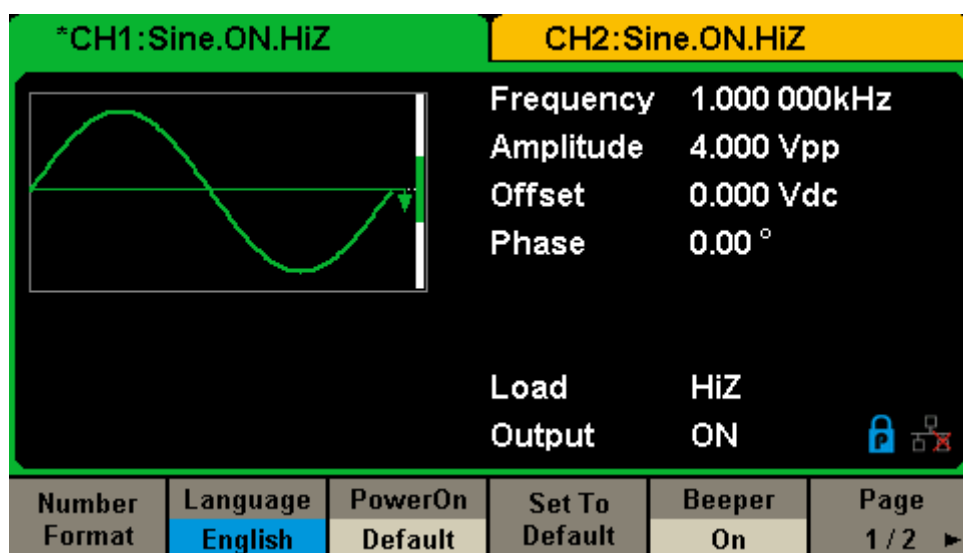 *CH1:Sine.ON.HiZ CH2:Sine.ON.HiZ
Frequency 1.000 000kHz
Amplitude 4.000 Vpp
Offset 0.000 Vdc
Phase 0.00 °
Load HiZ
Output ON
P
Number Format
Language English
PowerOn Default
Set To Default
Beeper On
Page 1/2 ►